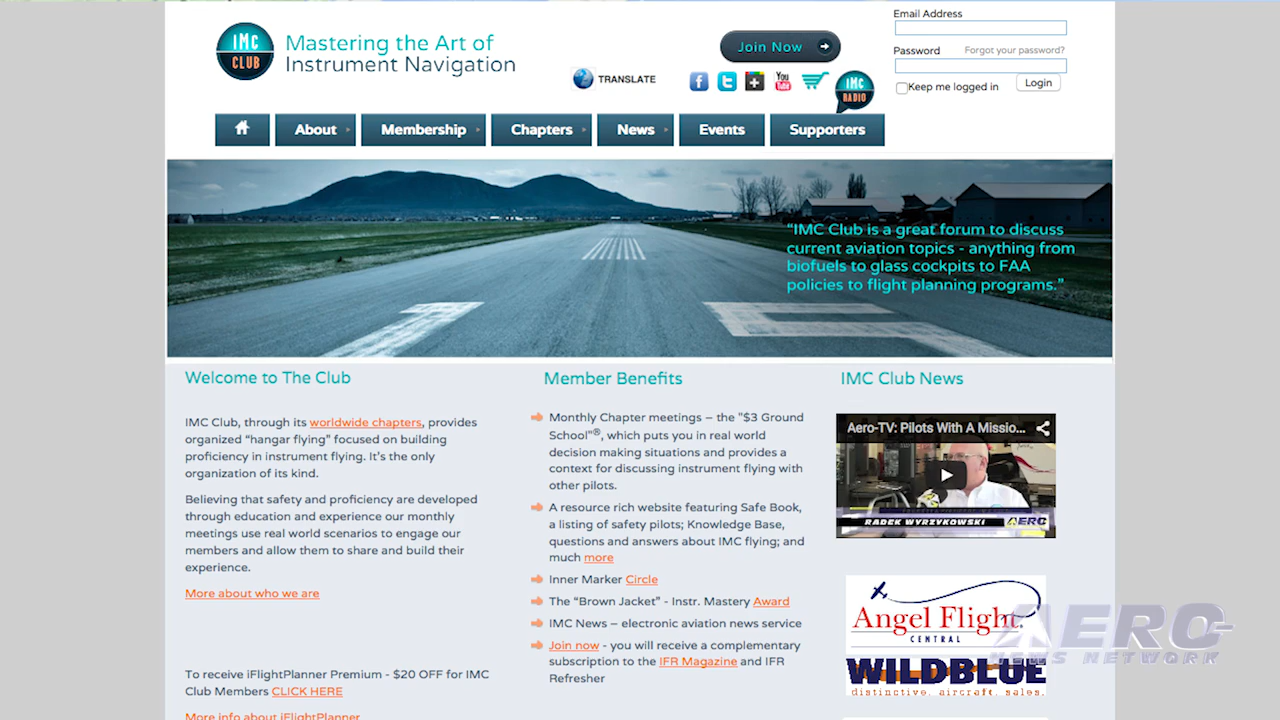 IMC
CLUB
Mastering the Art of
Instrument Navigation
TRANSLATE
Join Now
You
Tube
IMC
RADIO
Email Address
Password
Forgot your password?
Keep me logged in
Login
About
Membership
Chapters
News
Events
Supporters
“IMC Club is a great forum to discuss
current aviation topics - anything from
biofuels to glass cockpits to FAA
policies to flight planning programs.”
Welcome to The Club
IMC Club, through its worldwide chapters, provides
organized “hangar flying” focused on building
proficiency in instrument flying. It’s the only
organization of its kind.
Believing that safety and proficiency are developed
through education and experience our monthly
meetings use real world scenarios to engage our
members and allow them to share and build their
experience.
More about who we are
To receive iFlightPlanner Premium - $20 OFF for IMC
Club Members CLICK HERE
More info about iFlightPlanner
Member Benefits
Monthly Chapter meetings – the "$3 Ground
School"®, which puts you in real world
decision making situations and provides a
context for discussing instrument flying with
other pilots.
A resource rich website featuring Safe Book,
a listing of safety pilots; Knowledge Base,
questions and answers about IMC flying; and
much more
Inner Marker Circle
The “Brown Jacket” - Instr. Mastery Award
IMC News – electronic aviation news service
Join now - you will receive a complementary
subscription to the IFR Magazine and IFR
Refresher
IMC Club News
Aero-TV: Pilots With A Missio...
RADEK WYRZYKOWSKI
AERO
Angel Flight®
CENTRAL
WILDBLUE
distinctive. aircraft. sales.
AERO
NEWS NETWORK